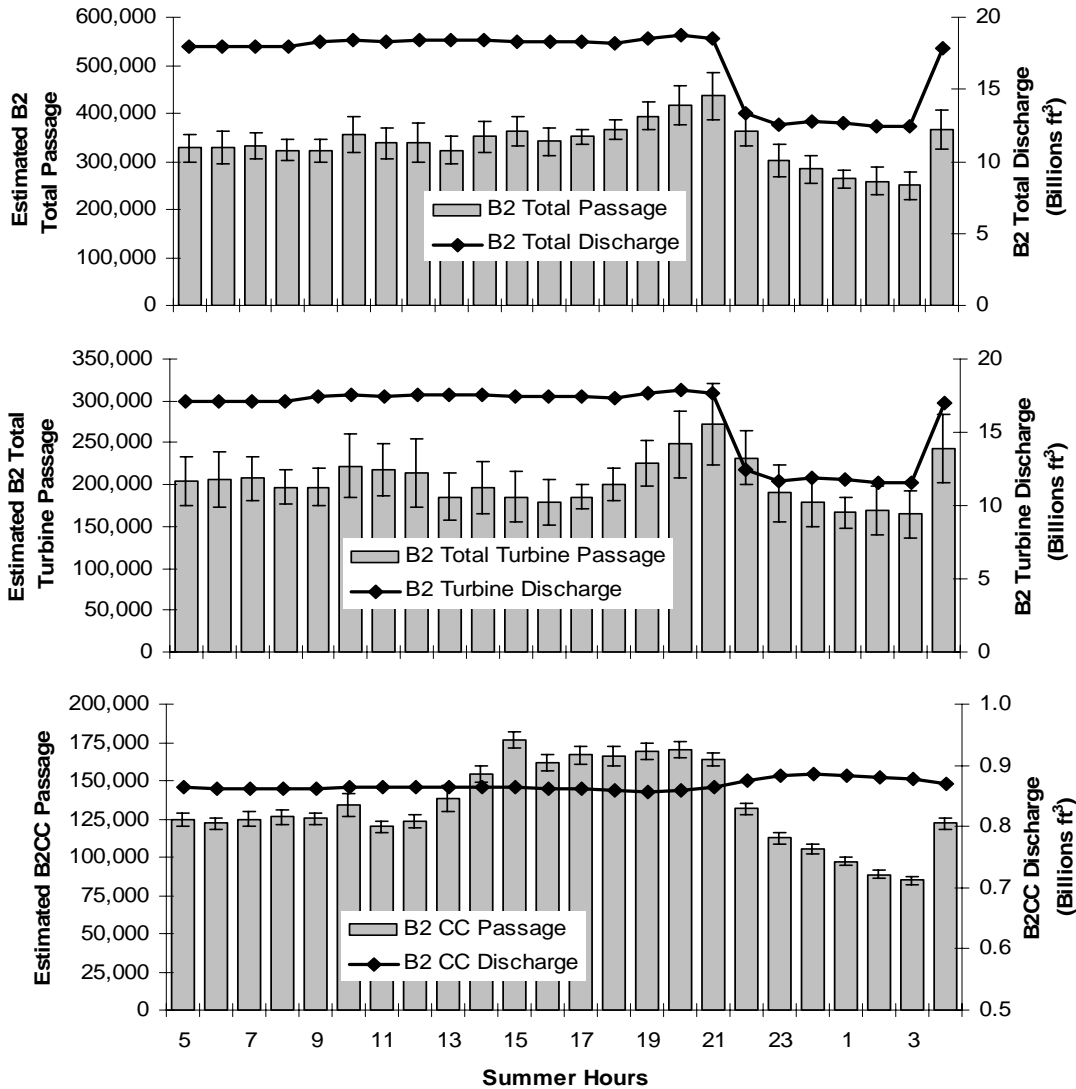 600,000
500,000
400,000
300,000
200,000
100,000
0
Estimated B2
Total Passage
20
15
10
5
0
B2 Total Discharge
(Billions ft³)
B2 Total Passage
B2 Total Discharge
350,000
300,000
250,000
200,000
150,000
100,000
50,000
0
Estimated B2 Total
Turbine Passage
20
15
10
5
0
B2 Turbine Discharge
(Billions ft³)
B2 Total Turbine Passage
B2 Turbine Discharge
200,000
175,000
150,000
125,000
100,000
75,000
50,000
25,000
0
Estimated B2CC Passage
1.0
0.9
0.8
0.7
0.6
0.5
B2CC Discharge
(Billions ft³)
B2 CC Passage
B2 CC Discharge
5 7 9 11 13 15 17 19 21 23 1 3
Summer Hours